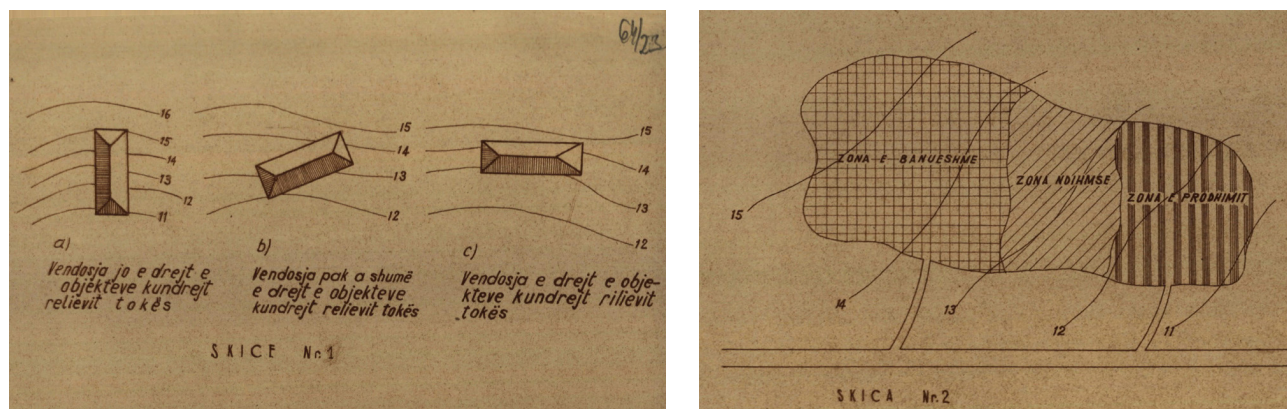 64/23
16
15
14
13
12
11
15
14
13
12
15
14
13
12
a)
Vendosja jo e drejt e
objekteve kundrejt
relievit tokës
b)
Vendosja pak a shumë
e drejt e objekteve
kundrejt relievit tokës
c)
Vendosja e drejt e obje-
kteve kundrejt rilievit
tokës
SKICE Nr.1
ZONA E BANUESHME
ZONA NDIHMSE
ZONA E PRODHIMIT
15
14
13
12
11
SKICA Nr.2